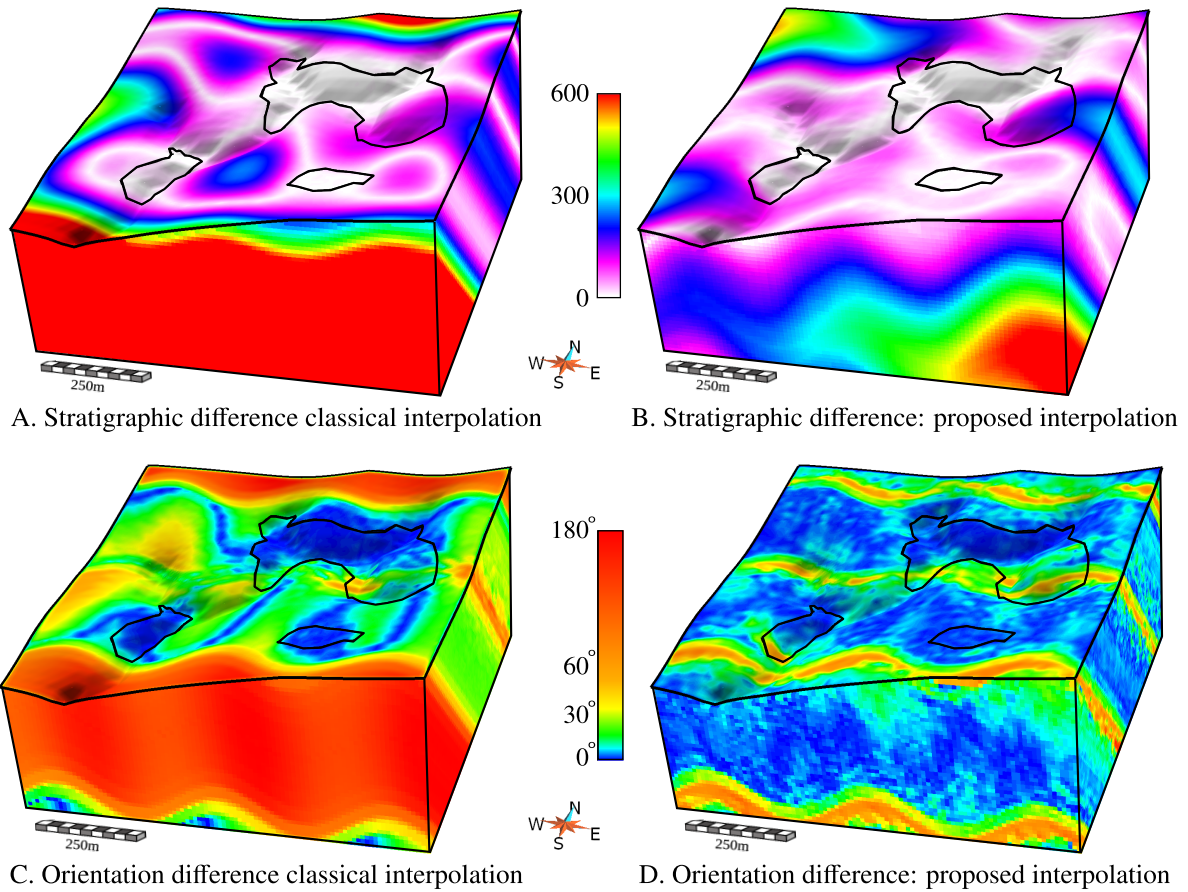 600
300
0
N
W
E
S
250m
250m
A. Stratigraphic difference classical interpolation
B. Stratigraphic difference: proposed interpolation
180°
60°
30°
0°
N
W
E
S
250m
250m
C. Orientation difference classical interpolation
D. Orientation difference: proposed interpolation